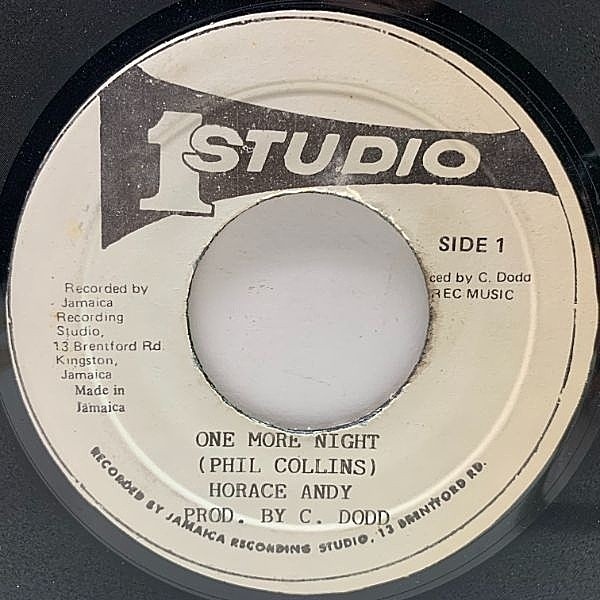 1 STUDIO
SIDE 1
ced by C. Dodd
REC MUSIC
Recorded by
Jamaica
Recording
Studio,
13 Brentford Rd.
Kingston,
Jamaica
Made in
Jamaica
ONE MORE NIGHT
(PHIL COLLINS)
HORACE ANDY
PROD. BY C. DODD
RECORDED BY JAMAICA RECORDING STUDIO, 13 BRENTFORD RD.